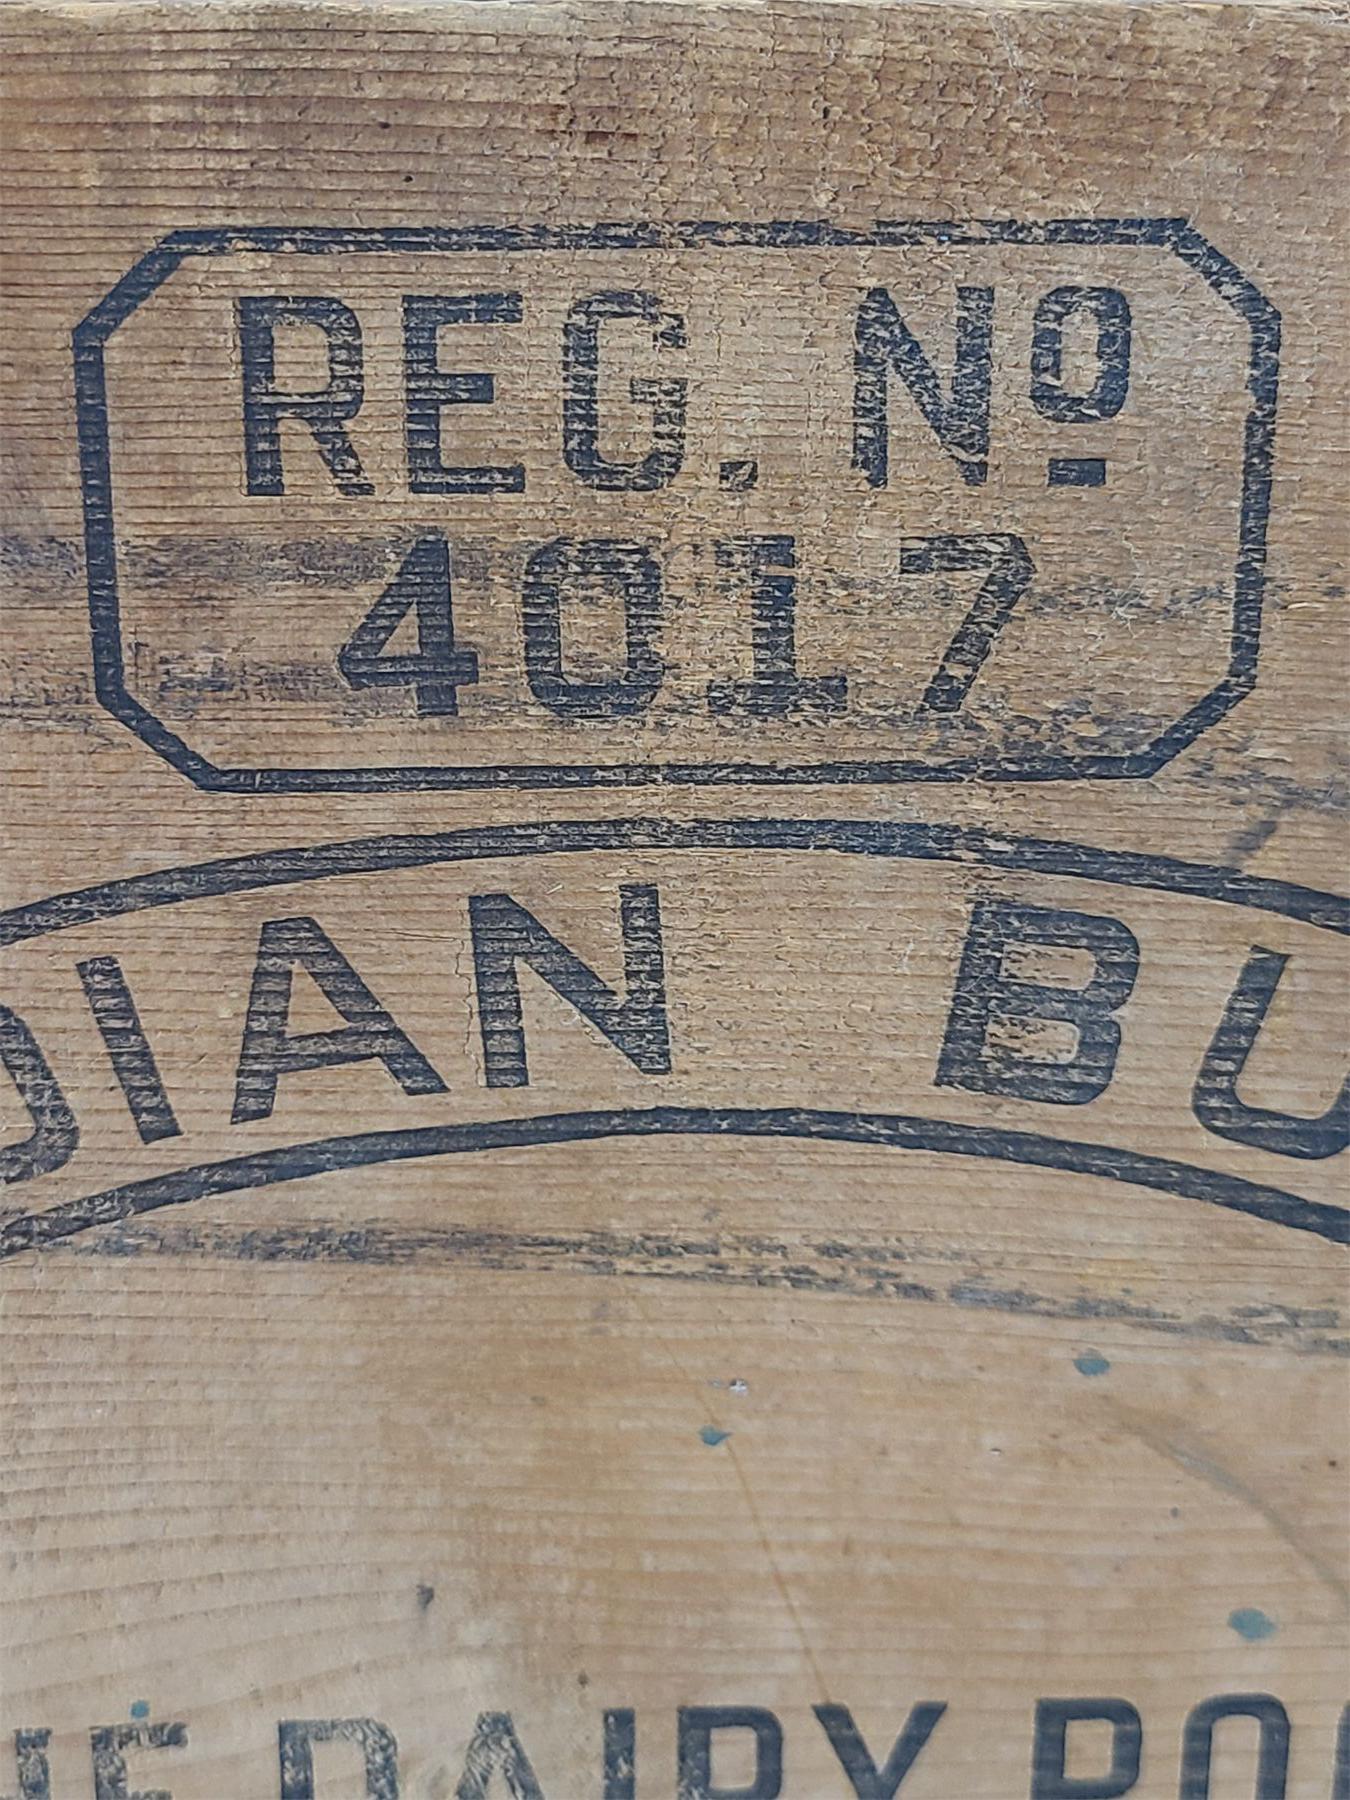 REG. Nº
4017
DIAN BU
DAIRY